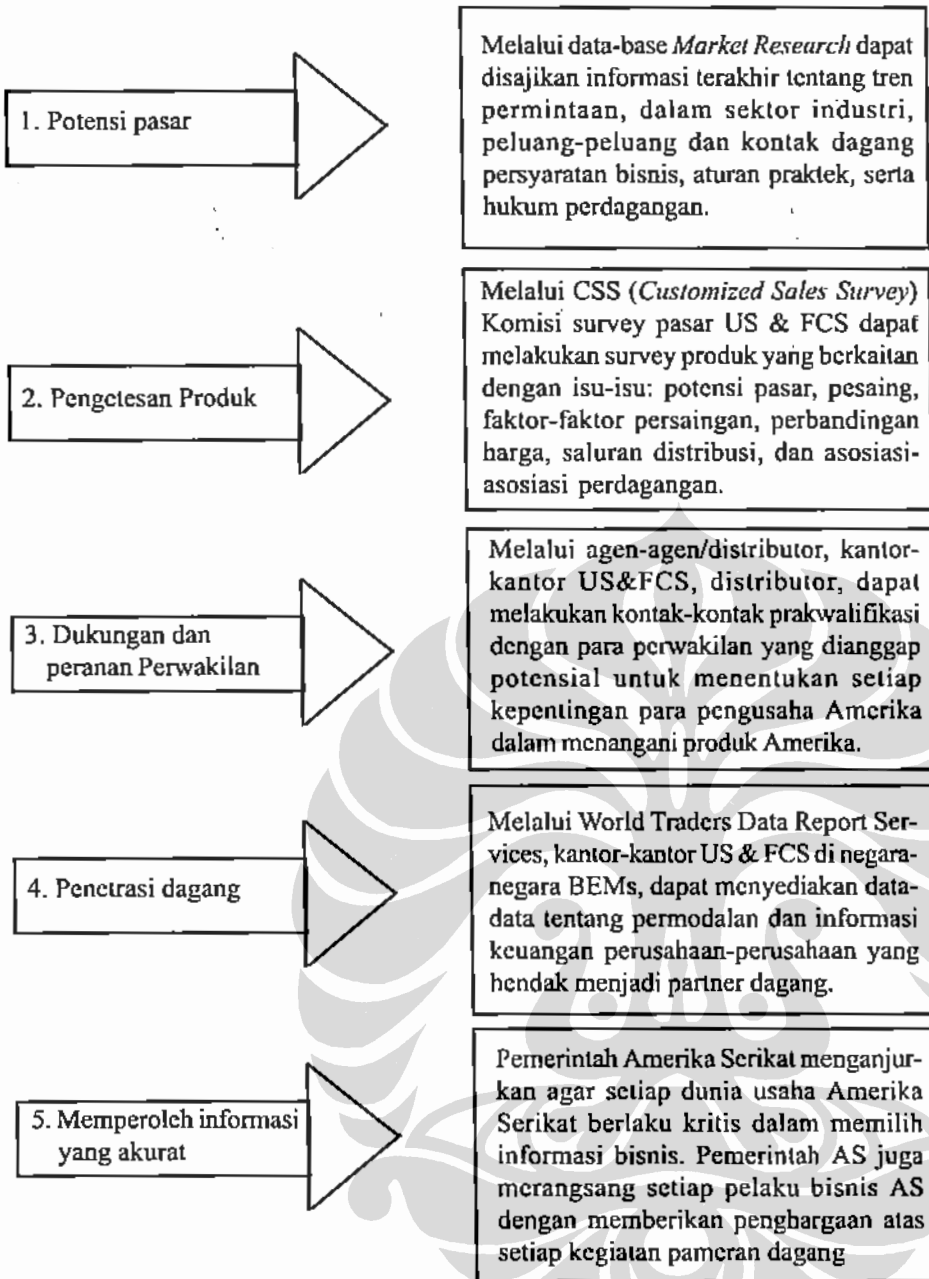 1. Potensi pasar
Melalui data-base Market Research dapat
disajikan informasi terakhir tentang tren
permintaan, dalam sektor industri,
peluang-peluang dan kontak dagang
persyaratan bisnis, aturan praktek, serta
hukum perdagangan.
2. Pengetesan Produk
Melalui CSS (Customized Sales Survey)
Komisi survey pasar US & FCS dapat
melakukan survey produk yang berkaitan
dengan isu-isu: potensi pasar, pesaing,
faktor-faktor persaingan, perbandingan
harga, saluran distribusi, dan asosiasi-
asosiasi perdagangan.
3. Dukungan dan
peranan Perwakilan
Melalui agen-agen/distributor, kantor-
kantor US&FCS, distributor, dapat
melakukan kontak-kontak prakwalifikasi
dengan para perwakilan yang dianggap
potensial untuk menentukan setiap
kepentingan para pengusaha Amerika
dalam menangani produk Amerika.
4. Penetrasi dagang
Melalui World Traders Data Report Ser-
vices, kantor-kantor US & FCS di negara-
negara BEMs, dapat menyediakan data-
data tentang permodalan dan informasi
keuangan perusahaan-perusahaan yang
hendak menjadi partner dagang.
5. Memperoleh informasi
yang akurat
Pemerintah Amerika Serikat menganjur-
kan agar setiap dunia usaha Amerika
Serikat berlaku kritis dalam memilih
informasi bisnis. Pemerintah AS juga
merangsang setiap pelaku bisnis AS
dengan memberikan penghargaan atas
setiap kegiatan pameran dagang